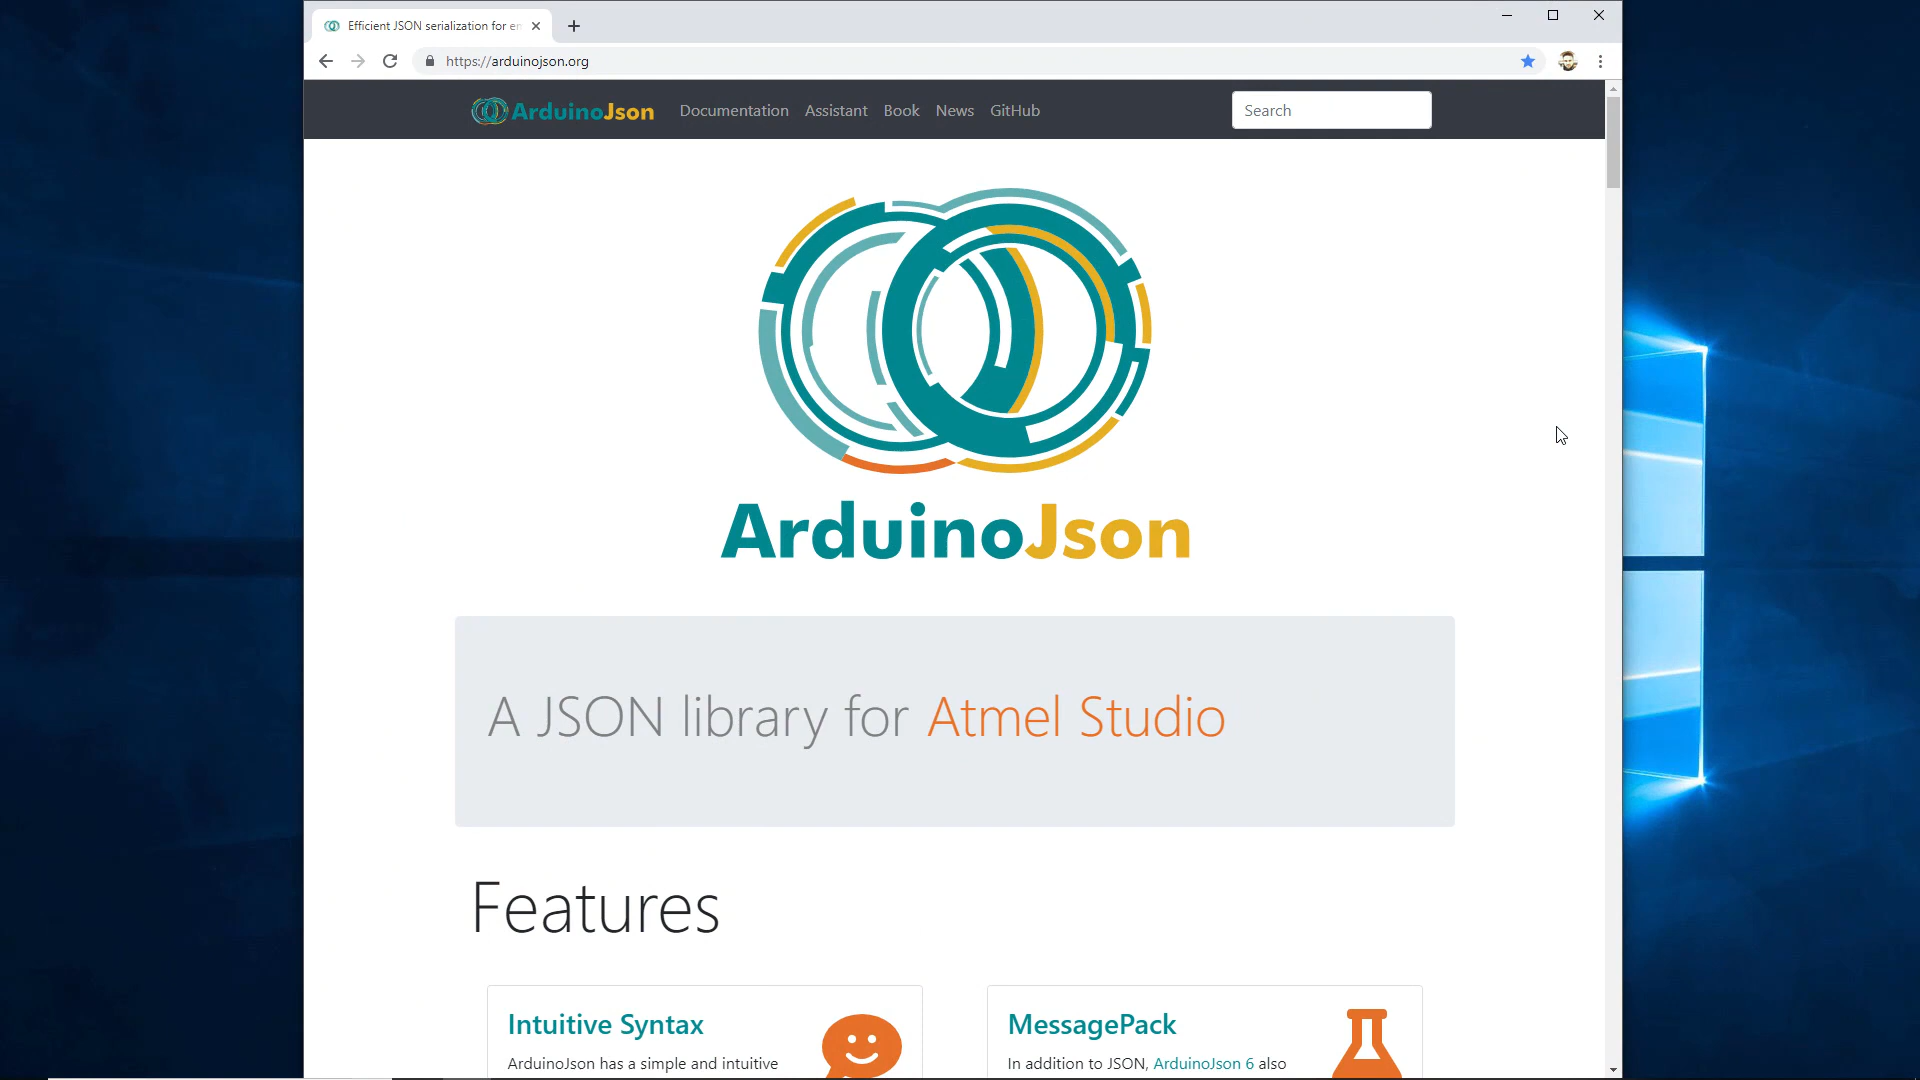 Efficient JSON serialization for em
https://arduinojson.org
ArduinoJson Documentation Assistant Book News GitHub Search
ArduinoJson
A JSON library for Atmel Studio
Features
Intuitive Syntax
ArduinoJson has a simple and intuitive
MessagePack
In addition to JSON, ArduinoJson 6 also